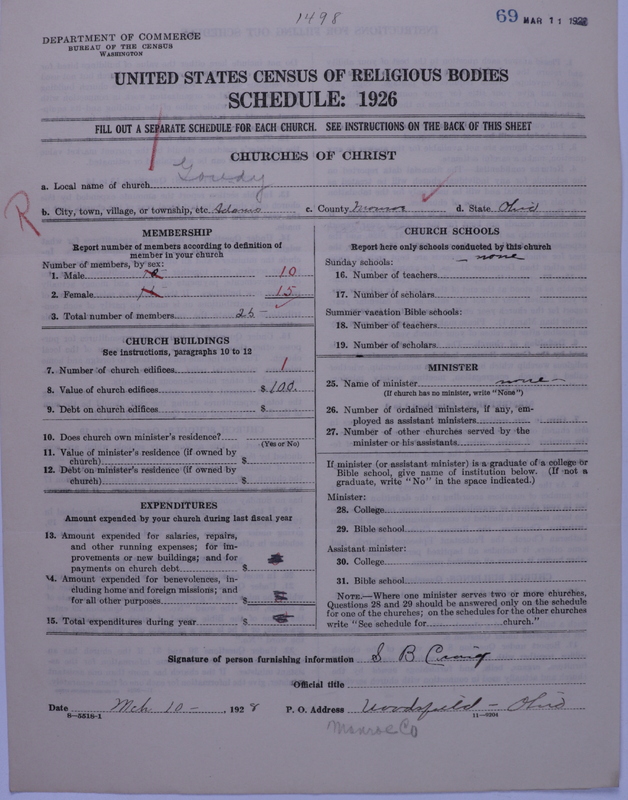 1498
69 MAR 11 1928
DEPARTMENT OF COMMERCE
BUREAU OF THE CENSUS
WASHINGTON
UNITED STATES CENSUS OF RELIGIOUS BODIES
SCHEDULE: 1926
FILL OUT A SEPARATE SCHEDULE FOR EACH CHURCH. SEE INSTRUCTIONS ON THE BACK OF THIS SHEET
CHURCHES OF CHRIST
a. Local name of church Goudy
R
b. City, town, village, or township, etc. Adams c. County Monroe d. State Ohio
MEMBERSHIP
Report number of members according to definition of
member in your church
Number of members, by sex:
1. Male 10
2. Female 15
3. Total number of members 25 -
CHURCH BUILDINGS
See instructions, paragraphs 10 to 12
7. Number of church edifices 1
8. Value of church edifices $ 100.
9. Debt on church edifices $
10. Does church own minister's residence?
(Yes or No)
11. Value of minister's residence (if owned by
church) $
12. Debt on minister's residence (if owned by
church) $
EXPENDITURES
Amount expended by your church during last fiscal year
13. Amount expended for salaries, repairs,
and other running expenses; for im-
provements or new buildings; and for
payments on church debt $
14. Amount expended for benevolences, in-
cluding home and foreign missions; and
for all other purposes $
15. Total expenditures during year $
CHURCH SCHOOLS
Report here only schools conducted by this church
Sunday schools: - none
16. Number of teachers
17. Number of scholars
Summer vacation Bible schools:
18. Number of teachers
19. Number of scholars
MINISTER
25. Name of minister none -
(If church has no minister, write "None")
26. Number of ordained ministers, if any, em-
ployed as assistant ministers
27. Number of other churches served by the
minister or his assistants
If minister (or assistant minister) is a graduate of a college or
Bible school, give name of institution below. (If not a
graduate, write "No" in the space indicated.)
Minister:
28. College
29. Bible school
Assistant minister:
30. College
31. Bible school
NOTE.—Where one minister serves two or more churches,
Questions 28 and 29 should be answered only on the schedule
for one of the churches; on the schedules for the other churches
write "See schedule for church."
Signature of person furnishing information S B Craig
Official title
Date Mch 10 -, 1928 P. O. Address Woodsfield - Ohio
8—5518-1 11—9204
Monroe Co